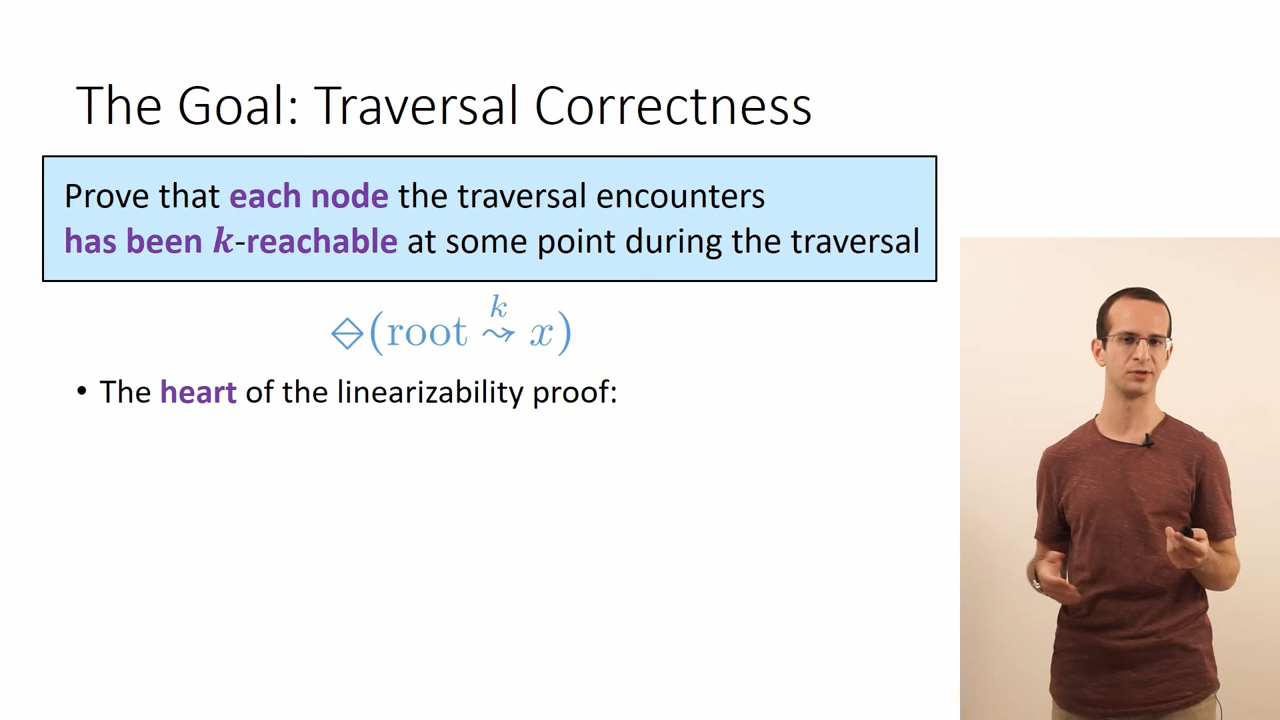 The Goal: Traversal Correctness
Prove that each node the traversal encounters
has been k-reachable at some point during the traversal
⟐(root ⇝ᵏ x)
• The heart of the linearizability proof: